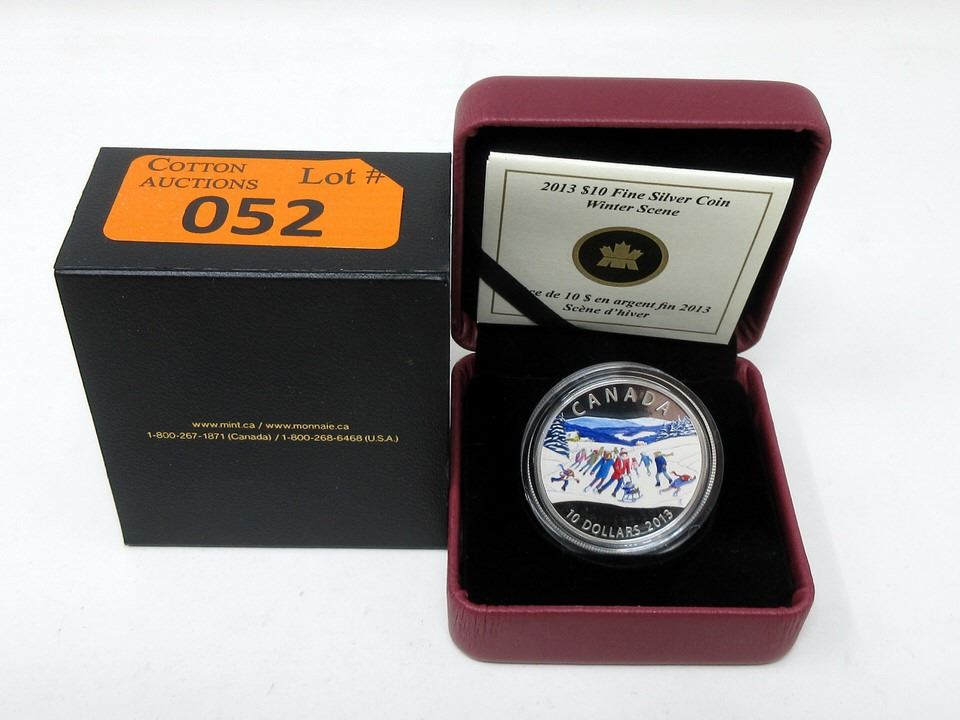 COTTON
AUCTIONS
Lot #
052
www.mint.ca / www.monnaie.ca
1-800-267-1871 (Canada) / 1-800-268-6468 (U.S.A.)
2013 $10 Fine Silver Coin
Winter Scene
de 10 $ en argent fin 2013
Scène d'hiver
CANADA
10 DOLLARS 2013